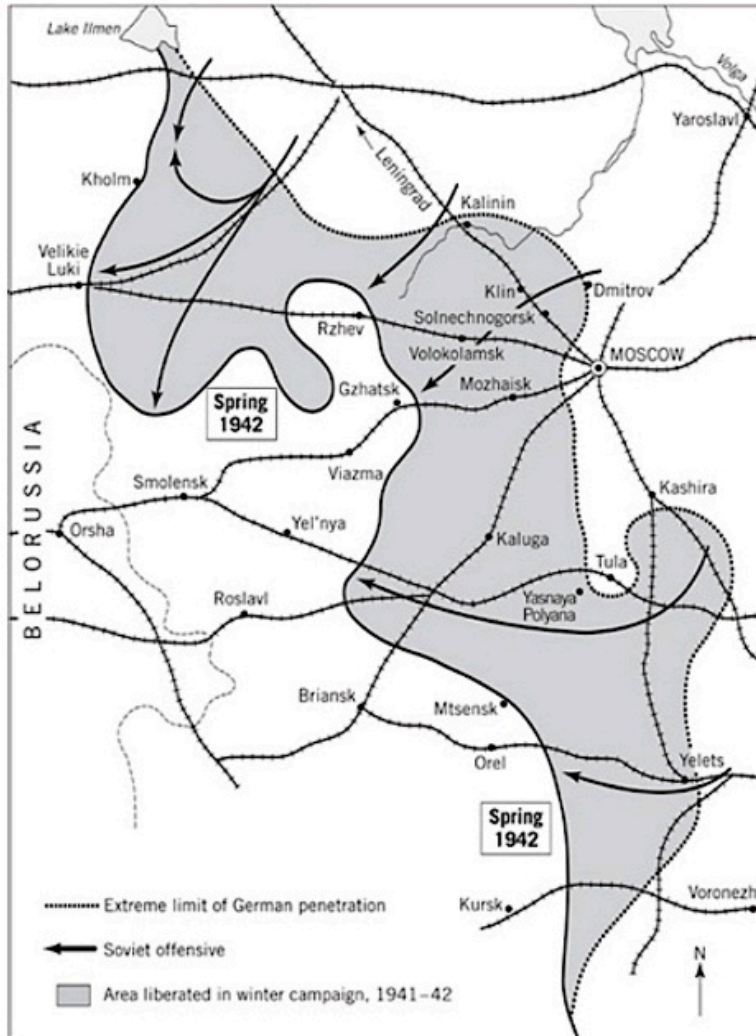 Lake Ilmen
Volga
Yaroslavl
Leningrad
Kholm
Kalinin
Velikie
Luki
Klin
Dmitrov
Solnechnogorsk
Rzhev
Volokolamsk
MOSCOW
Gzhatsk
Mozhaisk
Spring
1942
BELORUSSIA
Viazma
Smolensk
Kashira
Orsha
Yel'nya
Kaluga
Tula
Yasnaya
Polyana
Roslavl
Briansk
Mtsensk
Orel
Yelets
Spring
1942
Extreme limit of German penetration
Kursk
Voronezh
Soviet offensive
N
Area liberated in winter campaign, 1941–42